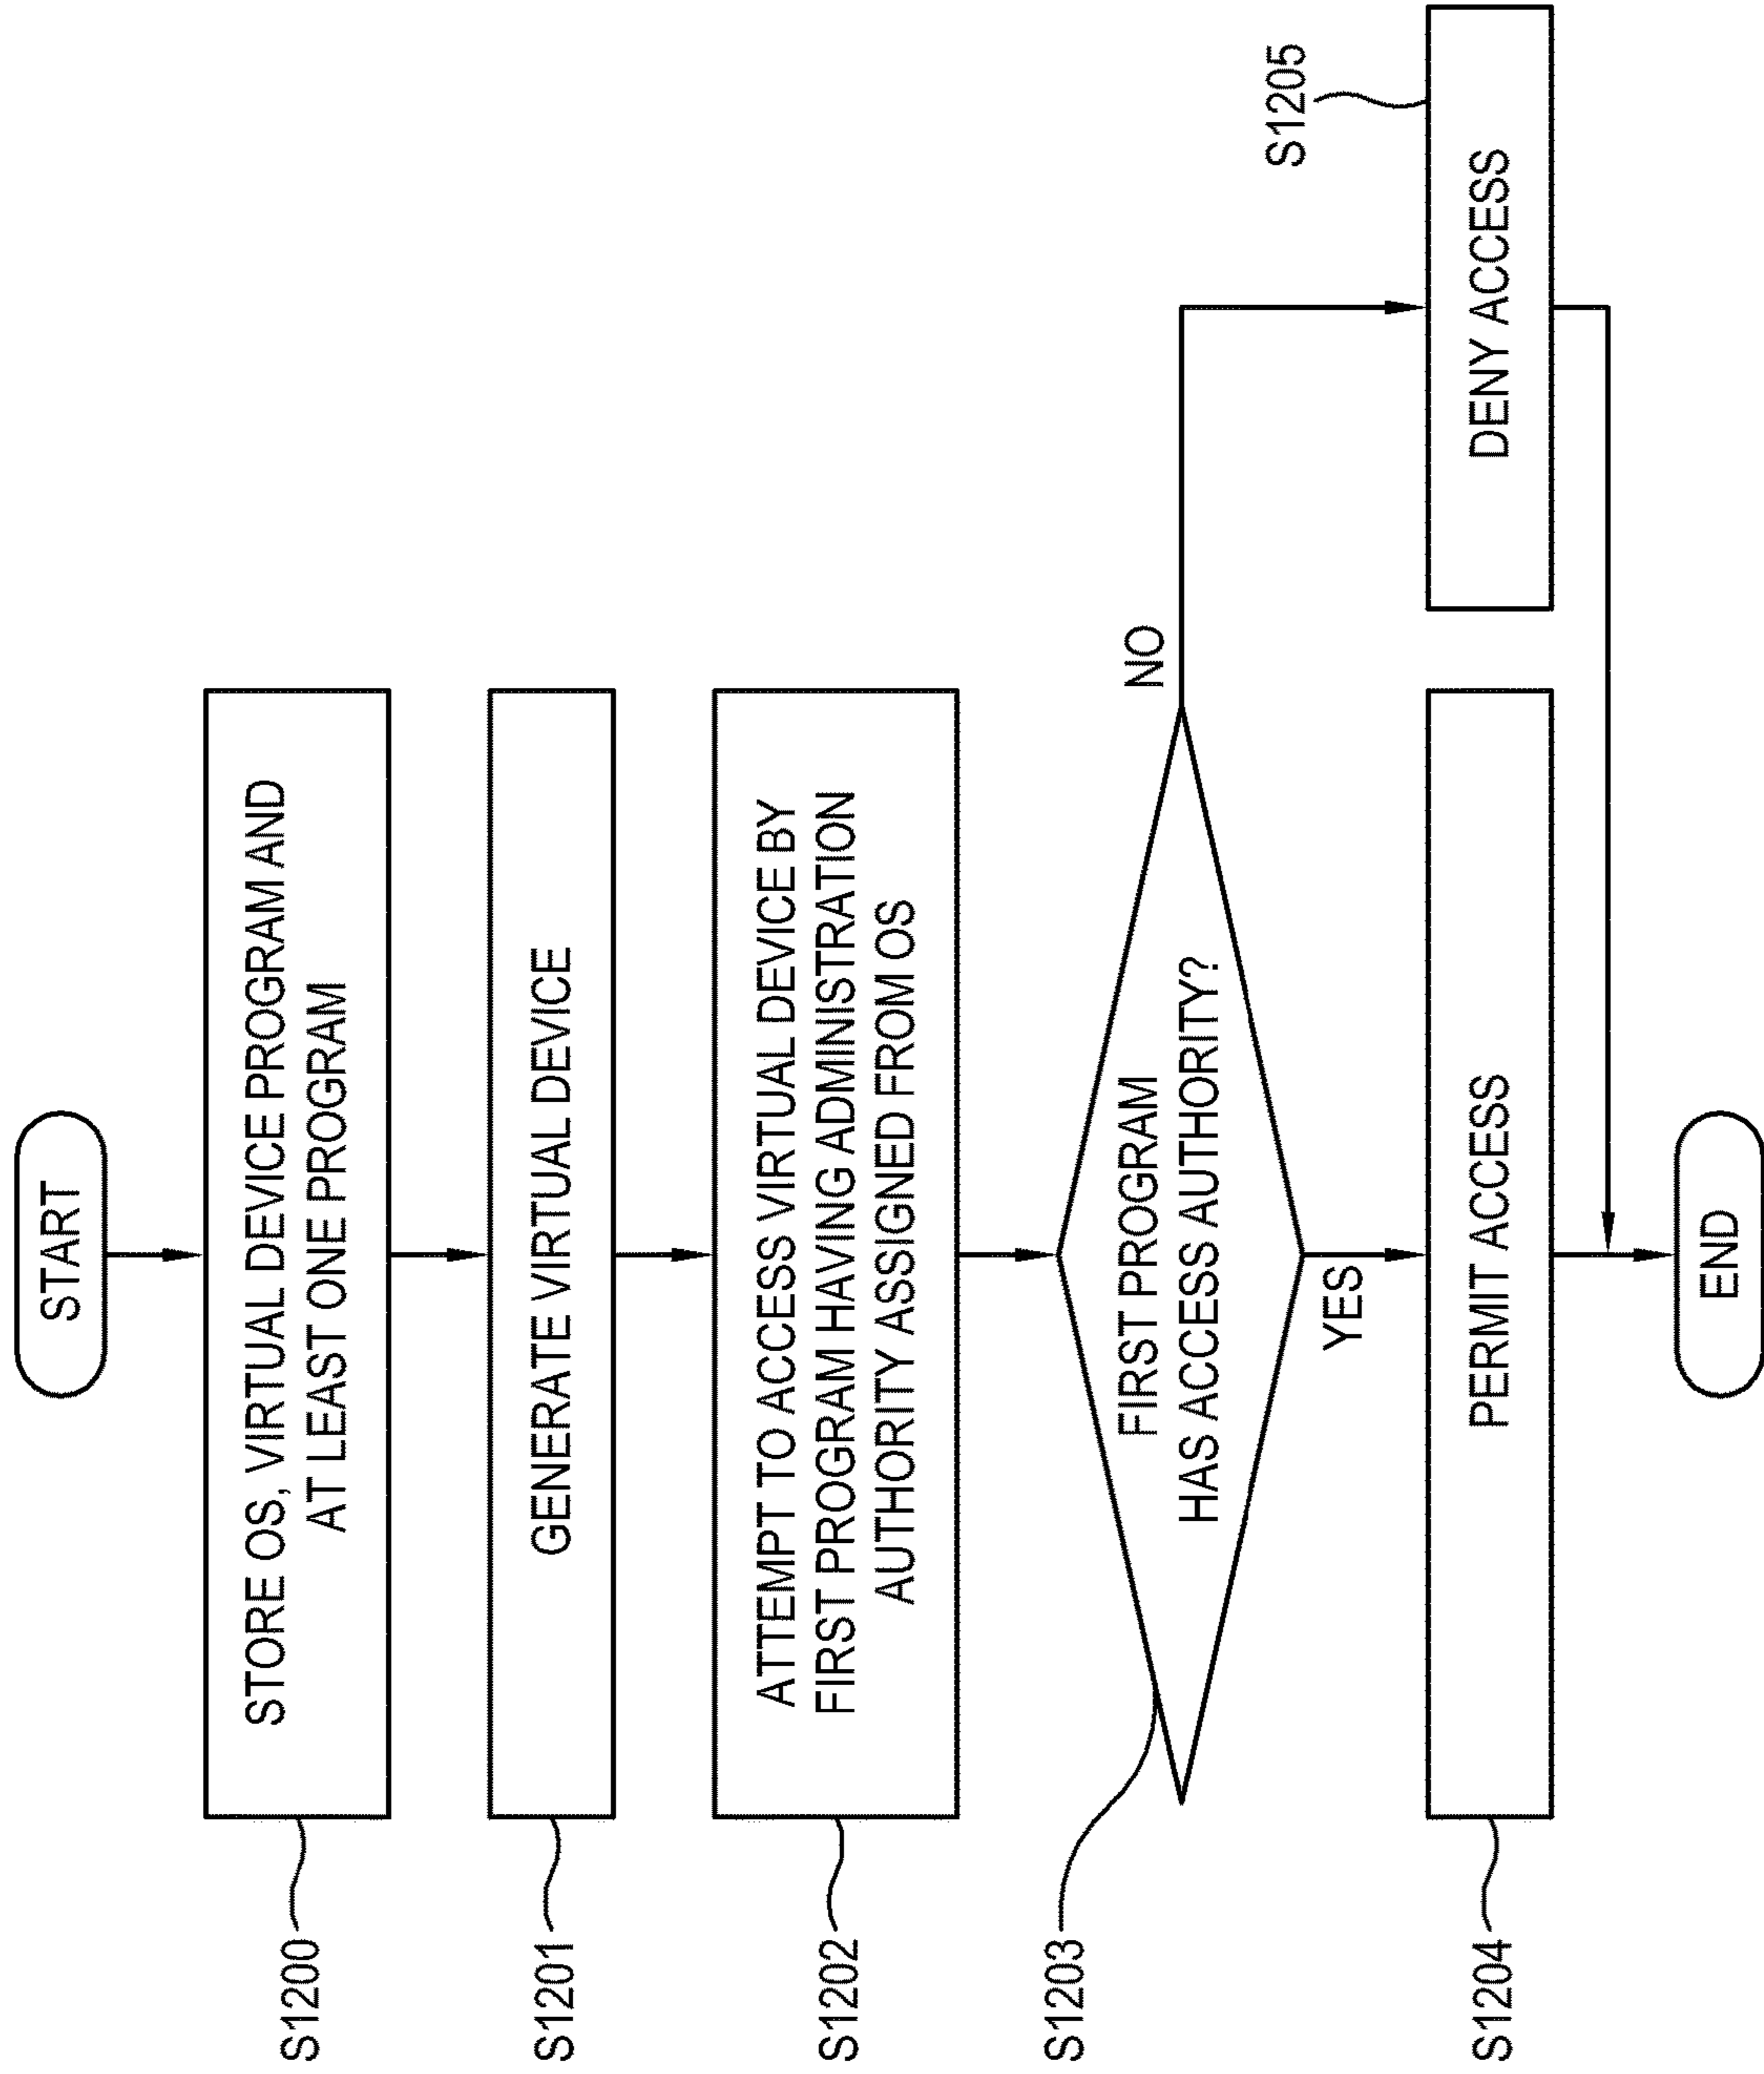 START
STORE OS, VIRTUAL DEVICE PROGRAM AND
AT LEAST ONE PROGRAM
S1200
GENERATE VIRTUAL DEVICE
S1201
ATTEMPT TO ACCESS VIRTUAL DEVICE BY
FIRST PROGRAM HAVING ADMINISTRATION
AUTHORITY ASSIGNED FROM OS
S1202
FIRST PROGRAM
HAS ACCESS AUTHORITY?
S1203
NO
YES
PERMIT ACCESS
S1204
DENY ACCESS
S1205
END